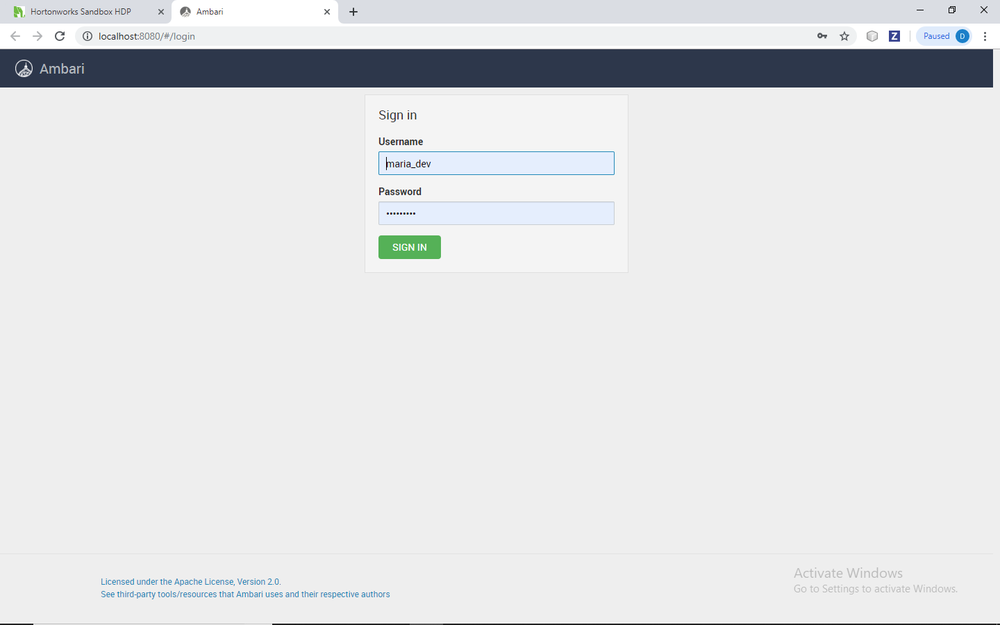 Hortonworks Sandbox HDP
Ambari
localhost:8080/#/login
Z
Paused
D
Ambari
Sign in
Username
maria_dev
Password
•••••••••
SIGN IN
Licensed under the Apache License, Version 2.0.
See third-party tools/resources that Ambari uses and their respective authors
Activate Windows
Go to Settings to activate Windows.